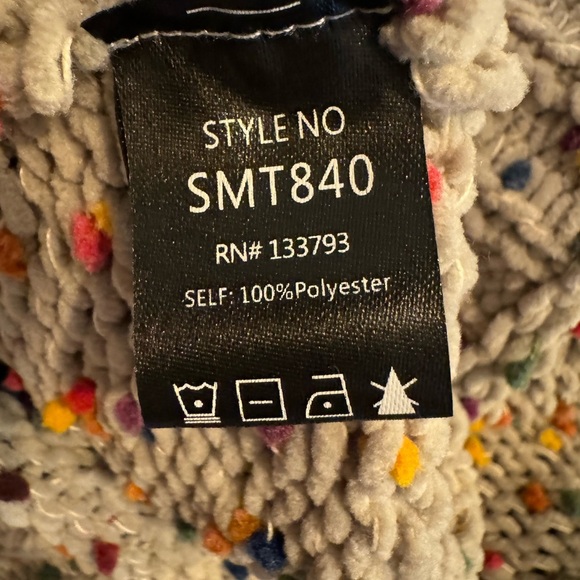 STYLE NO
SMT840
RN# 133793
SELF: 100%Polyester